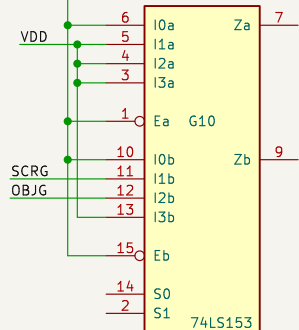 6 I0a Za 7
VDD 5 I1a
4 I2a
3 I3a
1 Ea G10
10 I0b Zb 9
SCRG 11 I1b
OBJG 12 I2b
13 I3b
15 Eb
14 S0
2 S1
74LS153